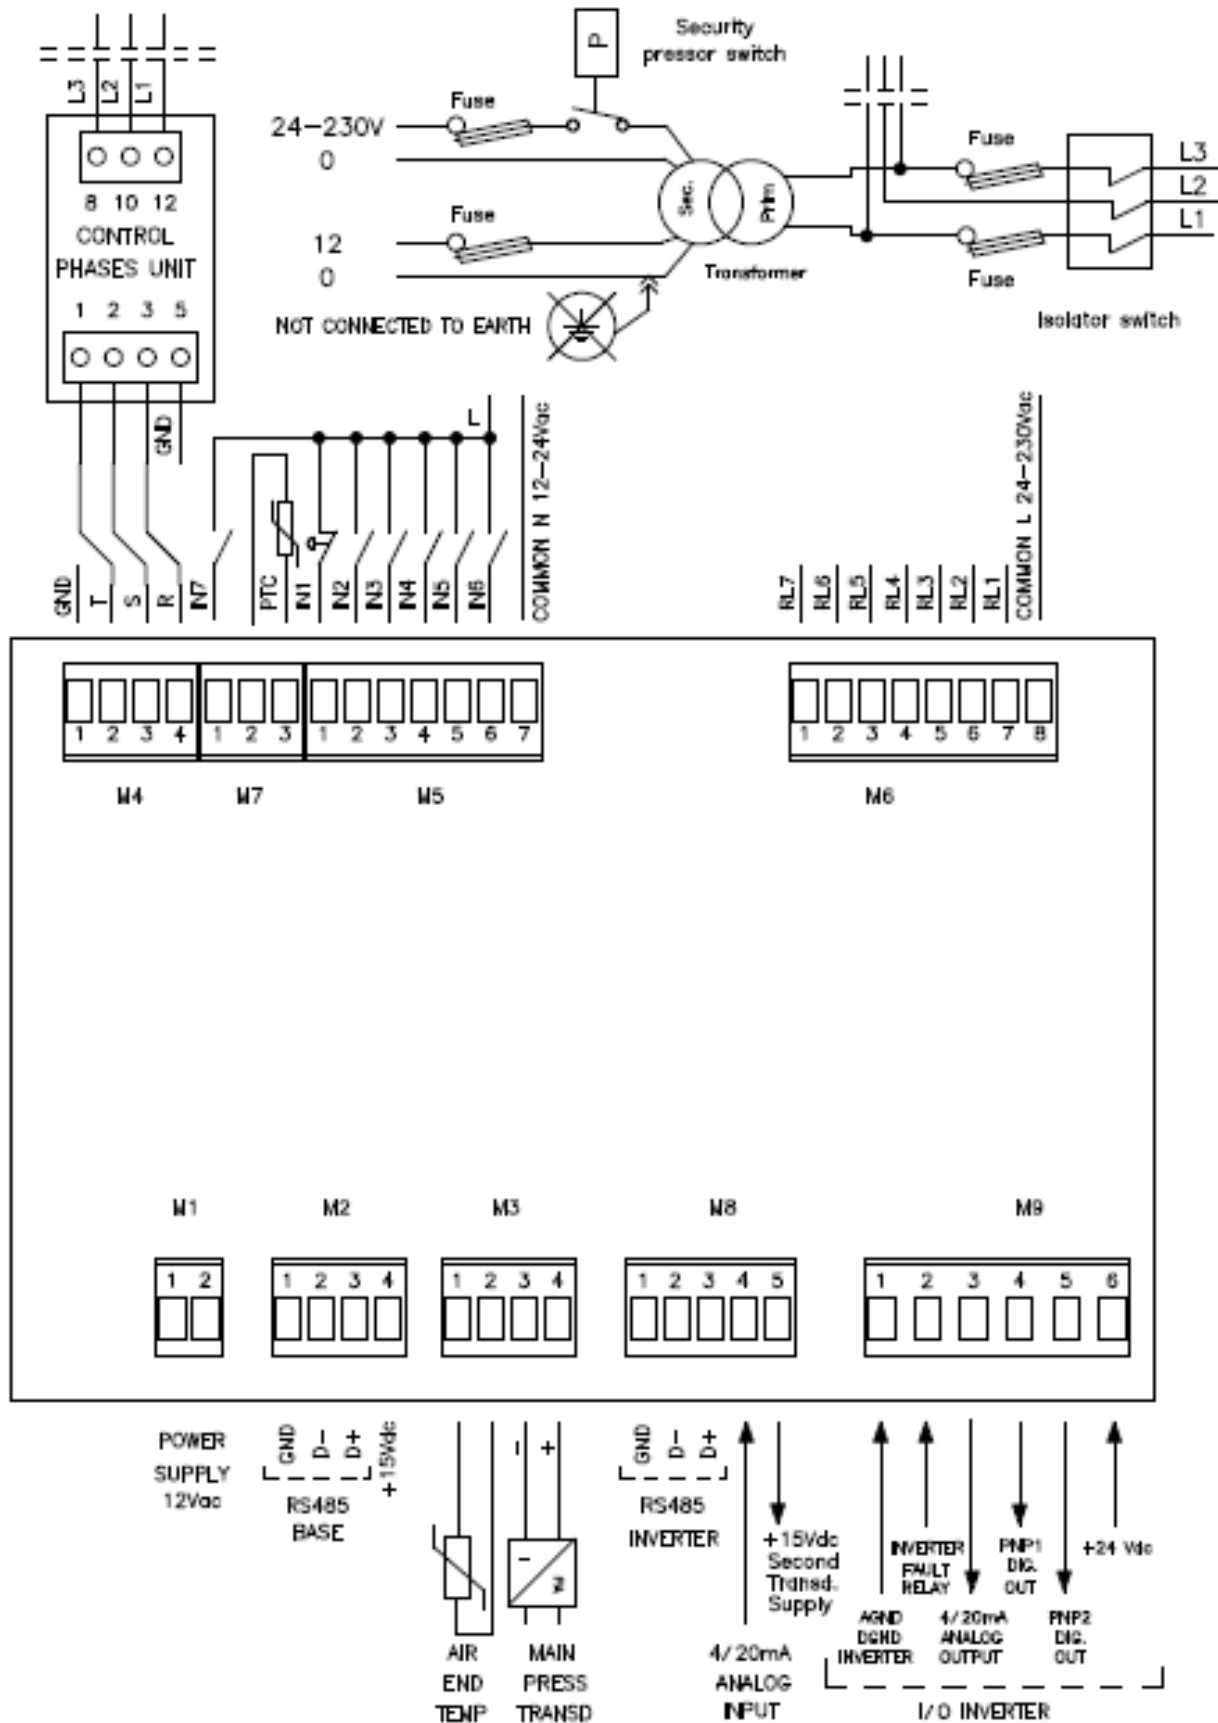 Security
pressor switch
P
L3 L2 L1
Fuse
24-230V
0
Fuse
L3
L2
L1
8 10 12
CONTROL
PHASES UNIT
1 2 3 5
Sec. Prim
Fuse
12
0
Transformer
Fuse
NOT CONNECTED TO EARTH
Isolator switch
GND
L
COMMON N 12-24Vac
COMMON L 24-230Vac
GND T S R IN7 PTC IN1 IN2 IN3 IN4 IN5 IN6
RL7 RL6 RL5 RL4 RL3 RL2 RL1
1 2 3 4 1 2 3 1 2 3 4 5 6 7
1 2 3 4 5 6 7 8
M4 M7 M5 M6
M1 M2 M3 M8 M9
1 2
1 2 3 4
1 2 3 4
1 2 3 4 5
1 2 3 4 5 6
POWER
SUPPLY
12Vac
GND D- D+ +15Vdc
RS485
BASE
- +
AIR
END
TEMP
MAIN
PRESS
TRANSD
GND D- D+
RS485
INVERTER
4/20mA
ANALOG
INPUT
+15Vdc
Second
Transd.
Supply
AGND
DGND
INVERTER
INVERTER
FAULT
RELAY
4/20mA
ANALOG
OUTPUT
PNP1
DIG.
OUT
PNP2
DIG.
OUT
+24 Vdc
I/O INVERTER